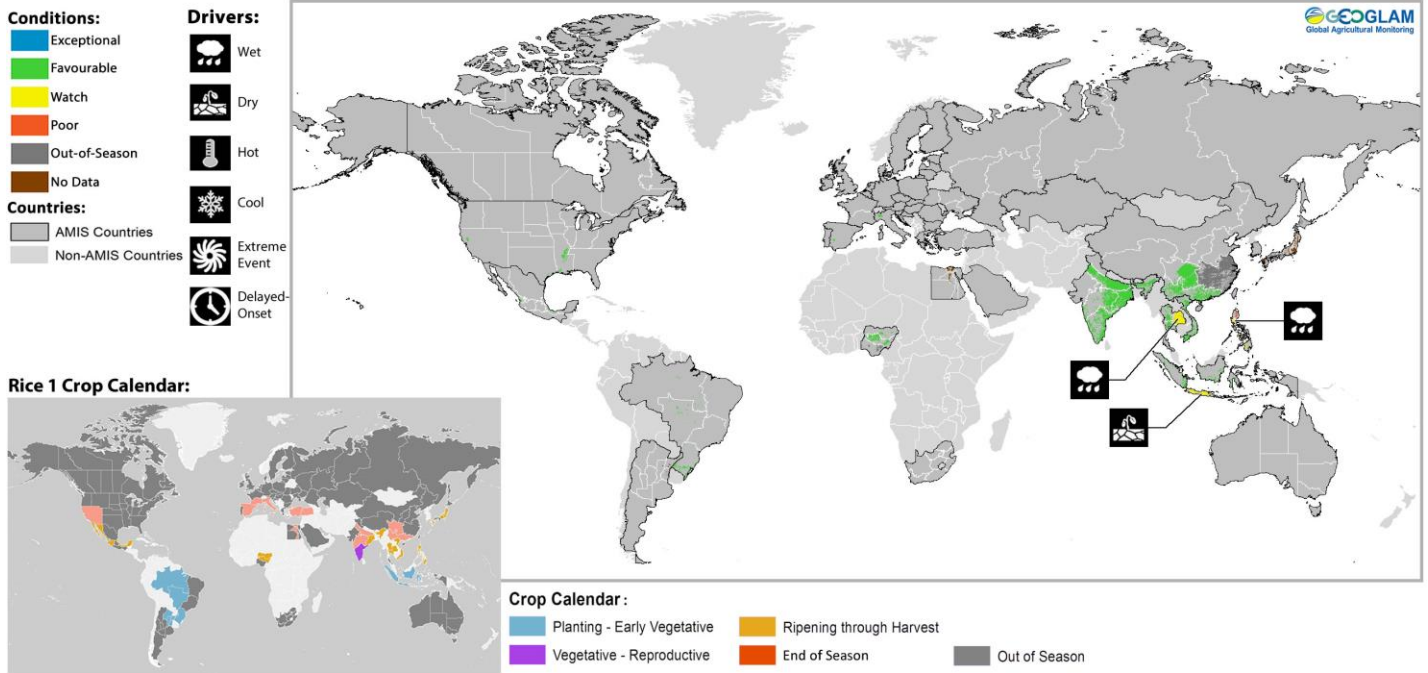 Conditions:
Exceptional
Favourable
Watch
Poor
Out-of-Season
No Data
Countries:
AMIS Countries
Non-AMIS Countries
Drivers:
Wet
Dry
Hot
Cool
Extreme
Event
Delayed-
Onset
GEOGLAM
Global Agricultural Monitoring
Rice 1 Crop Calendar:
Crop Calendar :
Planting - Early Vegetative
Vegetative - Reproductive
Ripening through Harvest
End of Season
Out of Season